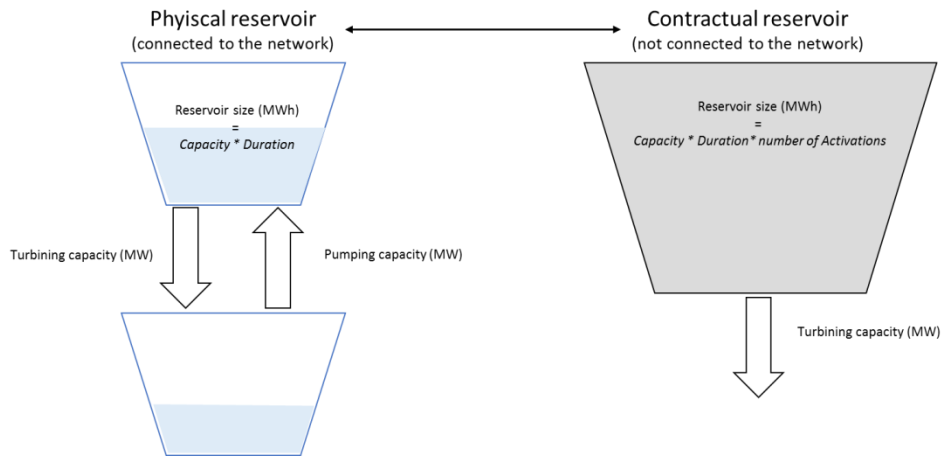 Phyiscal reservoir
(connected to the network)
Contractual reservoir
(not connected to the network)
Reservoir size (MWh)
=
Capacity * Duration
Reservoir size (MWh)
=
Capacity * Duration* number of Activations
Turbining capacity (MW)
Pumping capacity (MW)
Turbining capacity (MW)